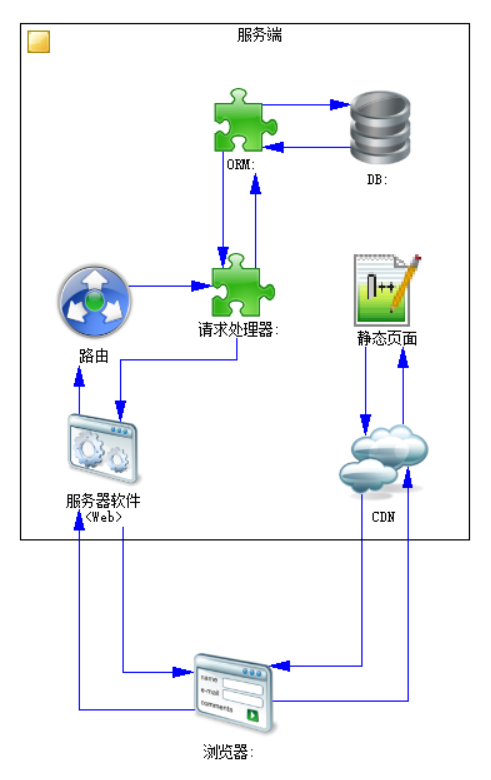 服务端
ORM:
DB:
请求处理器:
静态页面
路由
服务器软件
<Web>
CDN
name
e-mail
comments
浏览器: